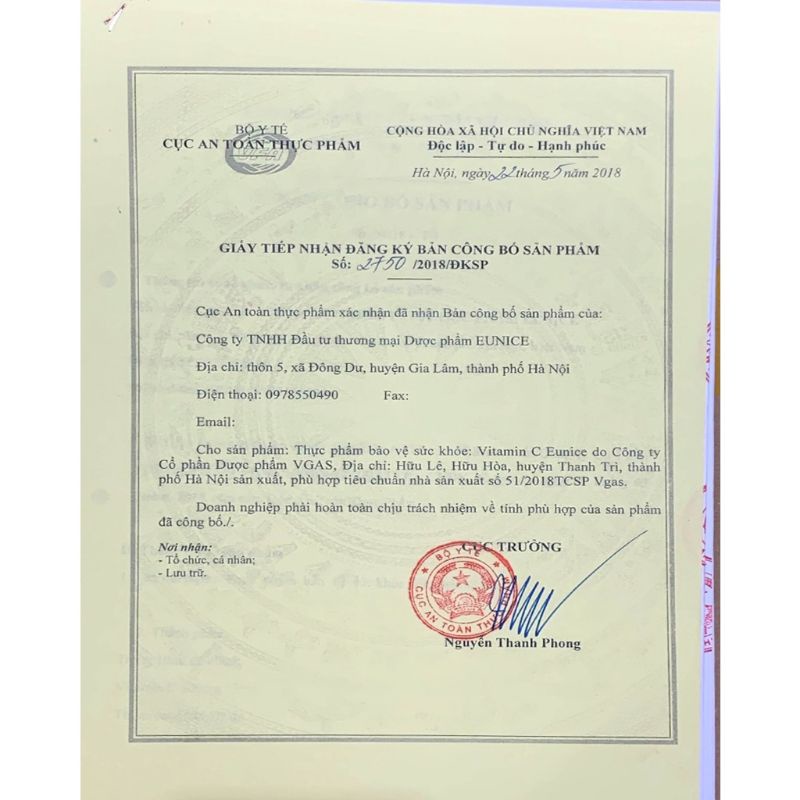 BỘ Y TẾ
CỤC AN TOÀN THỰC PHẨM
VFA
CỘNG HÒA XÃ HỘI CHỦ NGHĨA VIỆT NAM
Độc lập - Tự do - Hạnh phúc
Hà Nội, ngày 22 tháng 5 năm 2018
GIẤY TIẾP NHẬN ĐĂNG KÝ BẢN CÔNG BỐ SẢN PHẨM
Số: 2750 /2018/ĐKSP
Cục An toàn thực phẩm xác nhận đã nhận Bản công bố sản phẩm của:
Công ty TNHH Đầu tư thương mại Dược phẩm EUNICE
Địa chỉ: thôn 5, xã Đông Dư, huyện Gia Lâm, thành phố Hà Nội
Điện thoại: 0978550490 Fax:
Email:
Cho sản phẩm: Thực phẩm bảo vệ sức khỏe: Vitamin C Eunice do Công ty
Cổ phần Dược phẩm VGAS, Địa chỉ: Hữu Lê, Hữu Hòa, huyện Thanh Trì, thành
phố Hà Nội sản xuất, phù hợp tiêu chuẩn nhà sản xuất số 51/2018TCSP Vgas.
Doanh nghiệp phải hoàn toàn chịu trách nhiệm về tính phù hợp của sản phẩm
đã công bố./.
Nơi nhận:
- Tổ chức, cá nhân;
- Lưu trữ.
CỤC TRƯỞNG
BỘ Y TẾ
CỤC AN TOÀN
Nguyễn Thanh Phong